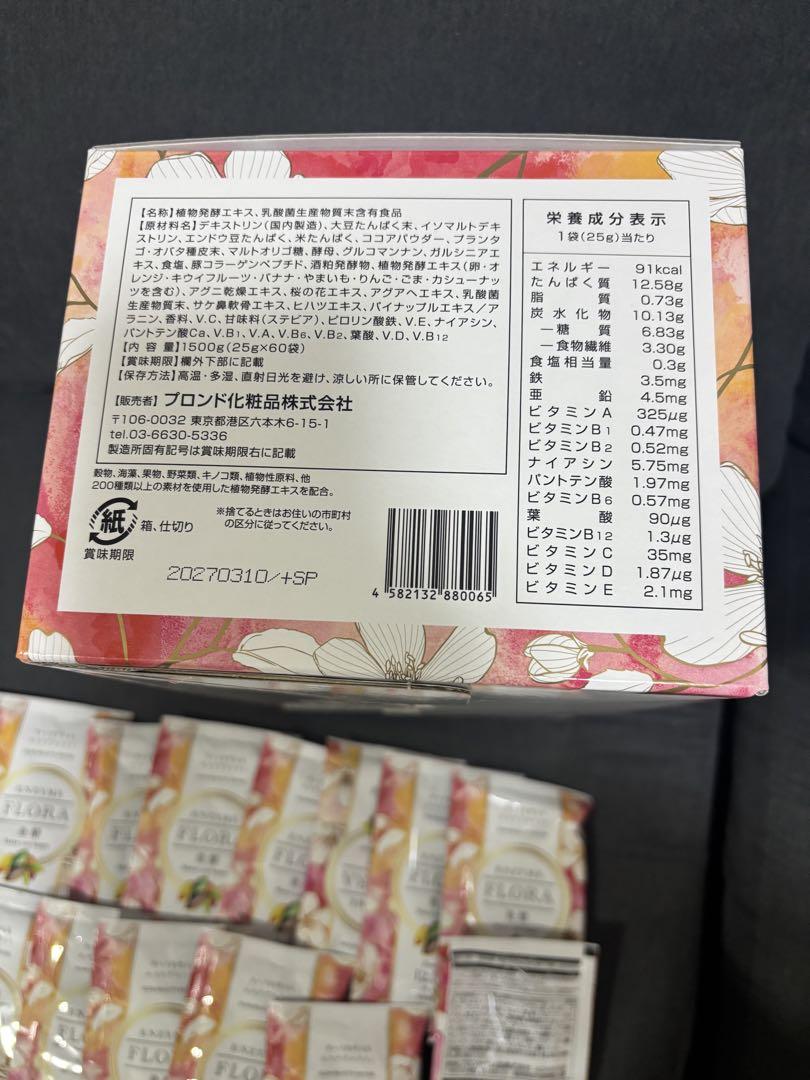 【名称】植物発酵エキス、乳酸菌生産物質末含有食品
【原材料名】デキストリン(国内製造)、大豆たんぱく末、イソマルトデキ
ストリン、エンドウ豆たんぱく、米たんぱく、ココアパウダー、プランタ
ゴ・オバタ種皮末、マルトオリゴ糖、酵母、グルコマンナン、ガルシニアエ
キス、食塩、豚コラーゲンペプチド、酒粕発酵物、植物発酵エキス(卵・オ
レンジ・キウイフルーツ・バナナ・やまいも・りんご・ごま・カシューナッ
ツを含む)、アグニ乾燥エキス、桜の花エキス、アグアヘエキス、乳酸菌
生産物質末、サケ鼻軟骨エキス、ヒハツエキス、パイナップルエキス/ア
ラニン、香料、V.C、甘味料(ステビア)、ピロリン酸鉄、V.E、ナイアシン、
パントテン酸Ca、V.B1、V.A、V.B6、V.B2、葉酸、V.D、V.B12
【内 容 量】1500g(25g×60袋)
【賞味期限】欄外下部に記載
【保存方法】高温・多湿、直射日光を避け、涼しい所に保管してください。
【販売者】ブロンド化粧品株式会社
〒106-0032 東京都港区六本木6-15-1
tel.03-6630-5336
製造所固有記号は賞味期限右に記載
穀物、海藻、果物、野菜類、キノコ類、植物性原料、他
200種類以上の素材を使用した植物発酵エキスを配合。
紙
箱、仕切り
※捨てるときはお住いの市町村
の区分に従ってください。
賞味期限
20270310/+SP
4 582132 880065
栄養成分表示
1袋(25g)当たり
エネルギー 91kcal
たんぱく質 12.58g
脂 質 0.73g
炭水化物 10.13g
―糖 質 6.83g
―食物繊維 3.30g
食塩相当量 0.3g
鉄 3.5mg
亜 鉛 4.5mg
ビタミンA 325μg
ビタミンB1 0.47mg
ビタミンB2 0.52mg
ナイアシン 5.75mg
パントテン酸 1.97mg
ビタミンB6 0.57mg
葉 酸 90μg
ビタミンB12 1.3μg
ビタミンC 35mg
ビタミンD 1.87μg
ビタミンE 2.1mg
FLORA
FLORA
FLORA
FLORA
FLORA
FLORA